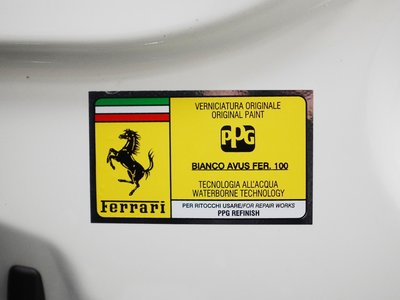 VERNICIATURA ORIGINALE
ORIGINAL PAINT
PPG
BIANCO AVUS FER. 100
TECNOLOGIA ALL'ACQUA
WATERBORNE TECHNOLOGY
Ferrari
PER RITOCCHI USARE/FOR REPAIR WORKS
PPG REFINISH